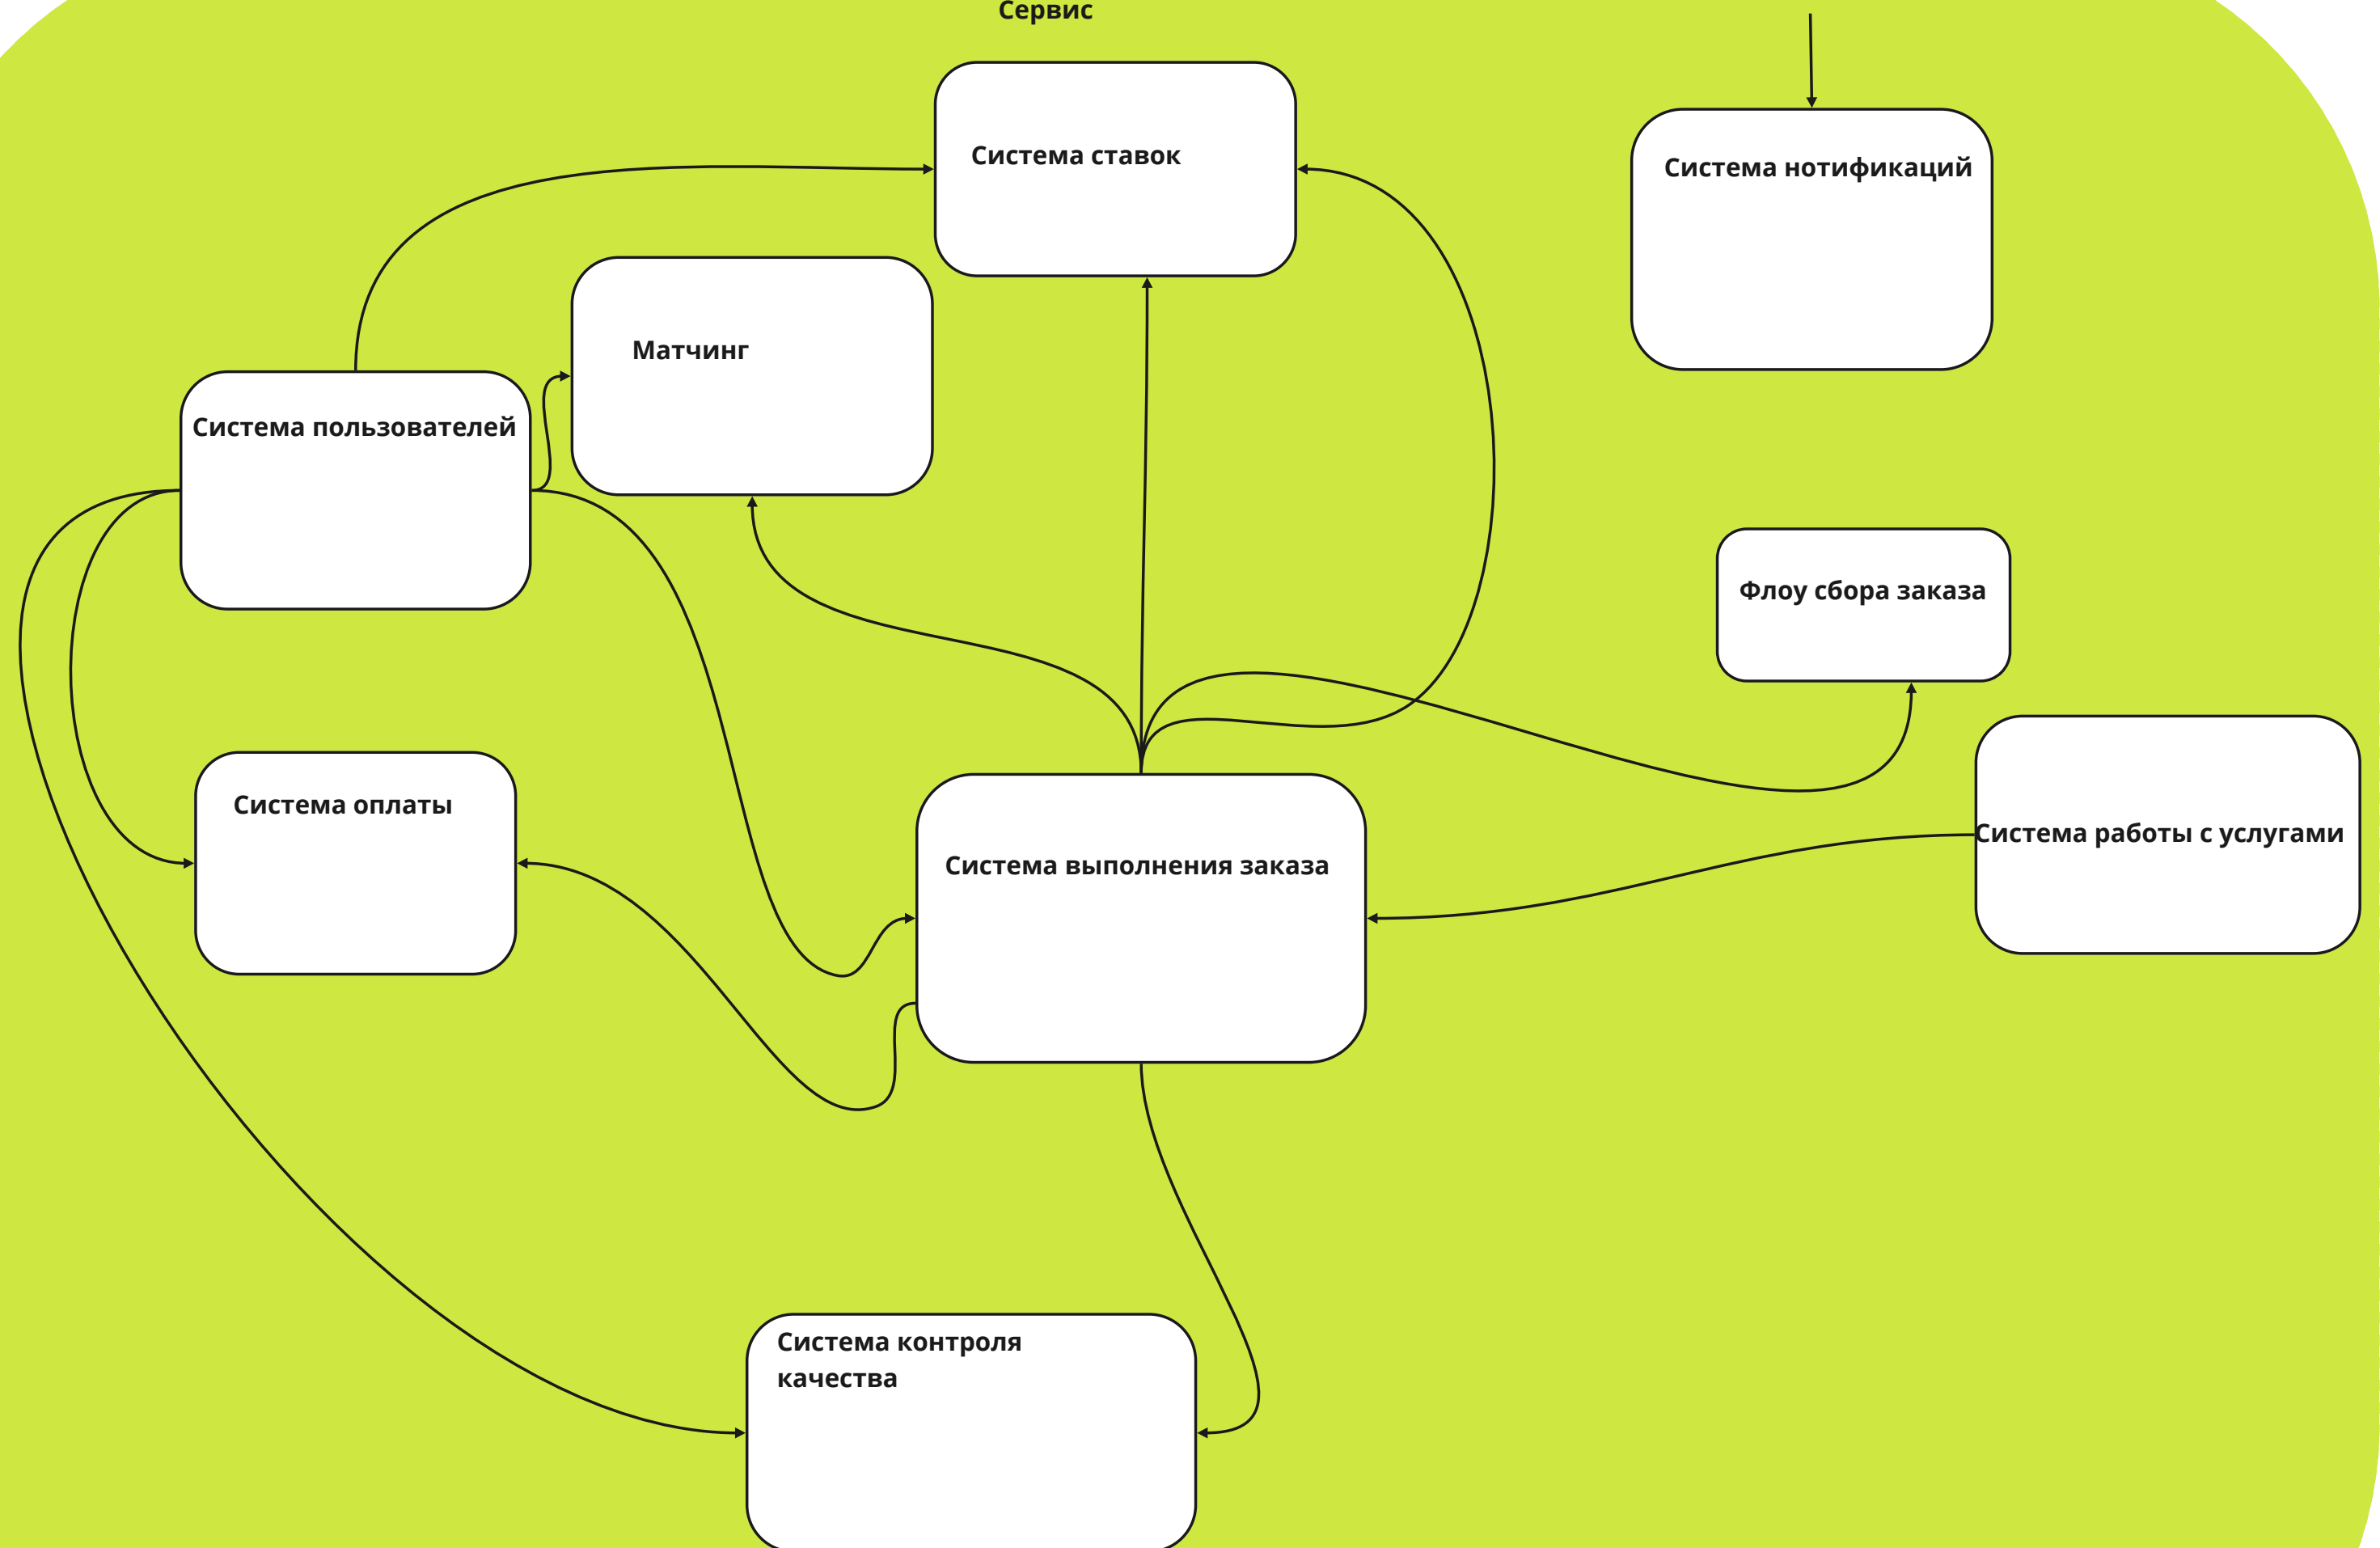 Сервис
Система ставок
Система нотификаций
Матчинг
Система пользователей
Флоу сбора заказа
Система оплаты
Система работы с услугами
Система выполнения заказа
Система контроля
качества